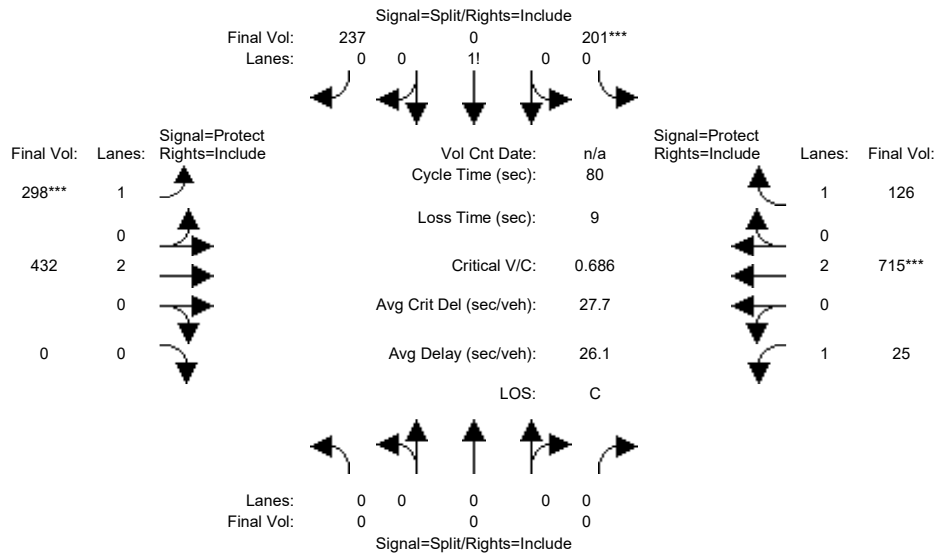 Signal=Split/Rights=Include
Final Vol: 237 0 201***
Lanes: 0 0 1! 0 0
Signal=Protect Signal=Protect
Final Vol: Lanes: Rights=Include Vol Cnt Date: n/a Rights=Include Lanes: Final Vol:
Cycle Time (sec): 80
298*** 1 1 126
Loss Time (sec): 9
0 0
432 2 Critical V/C: 0.686 2 715***
0 Avg Crit Del (sec/veh): 27.7 0
0 0 Avg Delay (sec/veh): 26.1 1 25
LOS: C
Lanes: 0 0 0 0 0
Final Vol: 0 0 0
Signal=Split/Rights=Include